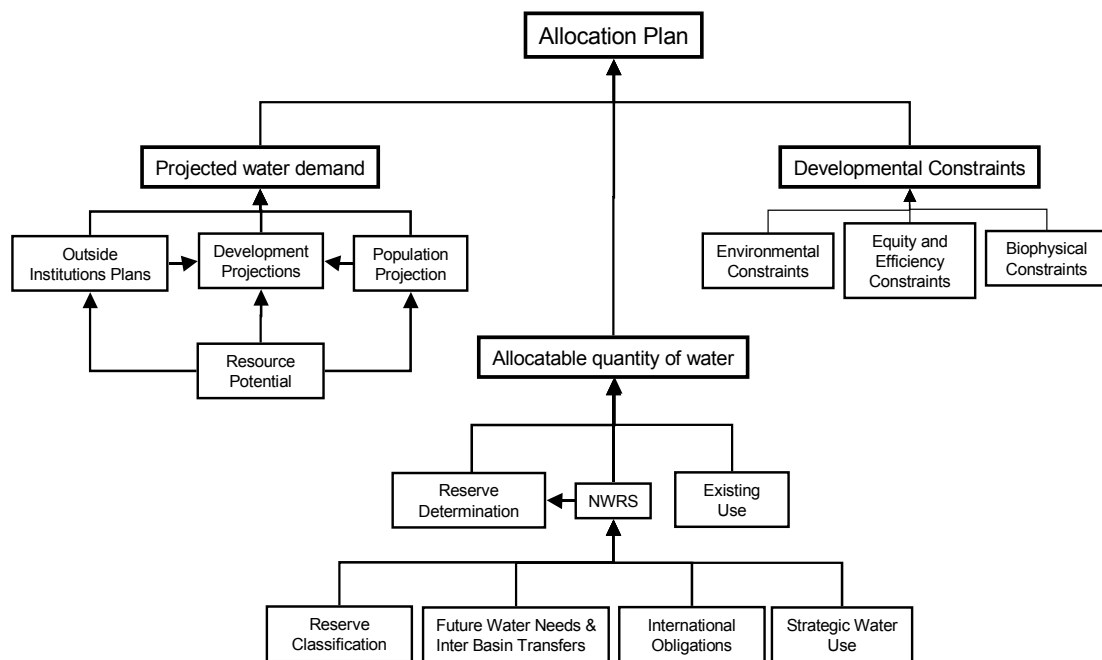 Allocation Plan
Projected water demand
Developmental Constraints
Outside
Institutions Plans
Development
Projections
Population
Projection
Environmental
Constraints
Equity and
Efficiency
Constraints
Biophysical
Constraints
Resource
Potential
Allocatable quantity of water
Reserve
Determination
NWRS
Existing
Use
Reserve
Classification
Future Water Needs &
Inter Basin Transfers
International
Obligations
Strategic Water
Use